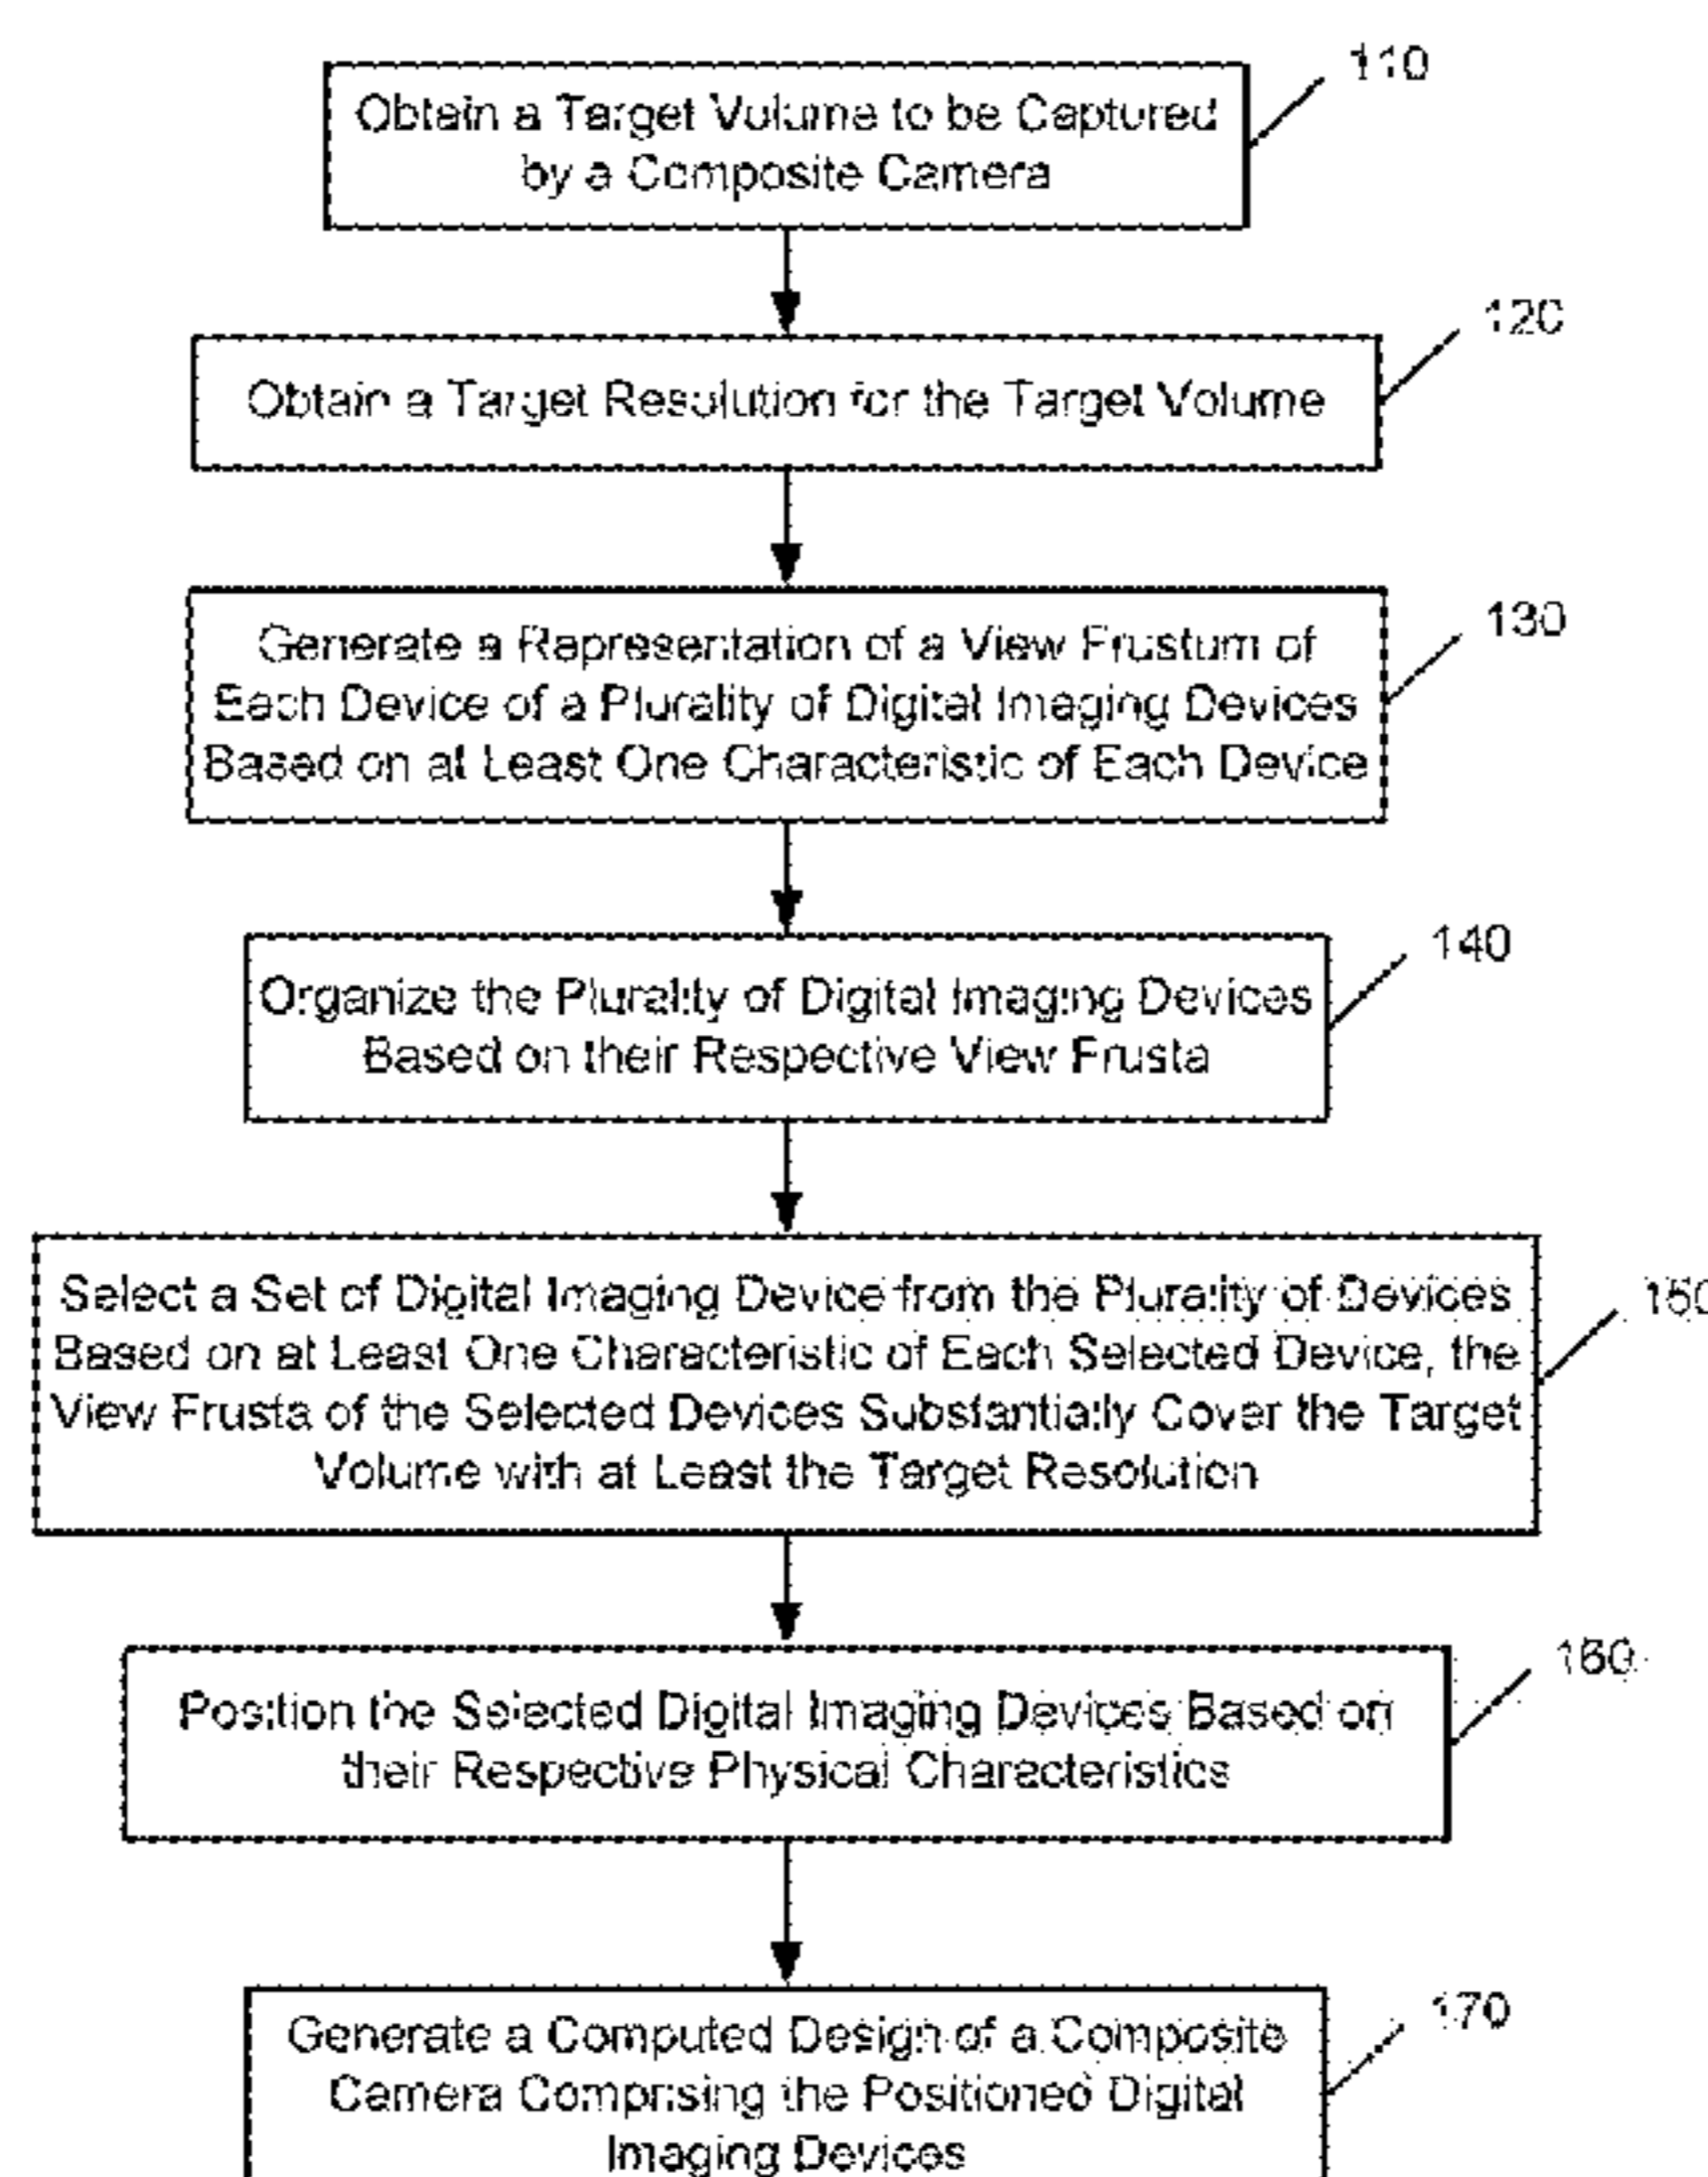 110
Obtain a Target Volume to be Captured
by a Composite Camera
120
Obtain a Target Resolution for the Target Volume
130
Generate a Representation of a View Frustum of
Each Device of a Plurality of Digital Imaging Devices
Based on at Least One Characteristic of Each Device
140
Organize the Plurality of Digital Imaging Devices
Based on their Respective View Frusta
150
Select a Set of Digital Imaging Device from the Plurality of Devices
Based on at Least One Characteristic of Each Selected Device, the
View Frusta of the Selected Devices Substantially Cover the Target
Volume with at Least the Target Resolution
160
Position the Selected Digital Imaging Devices Based on
their Respective Physical Characteristics
170
Generate a Computed Design of a Composite
Camera Comprising the Positioned Digital
Imaging Devices